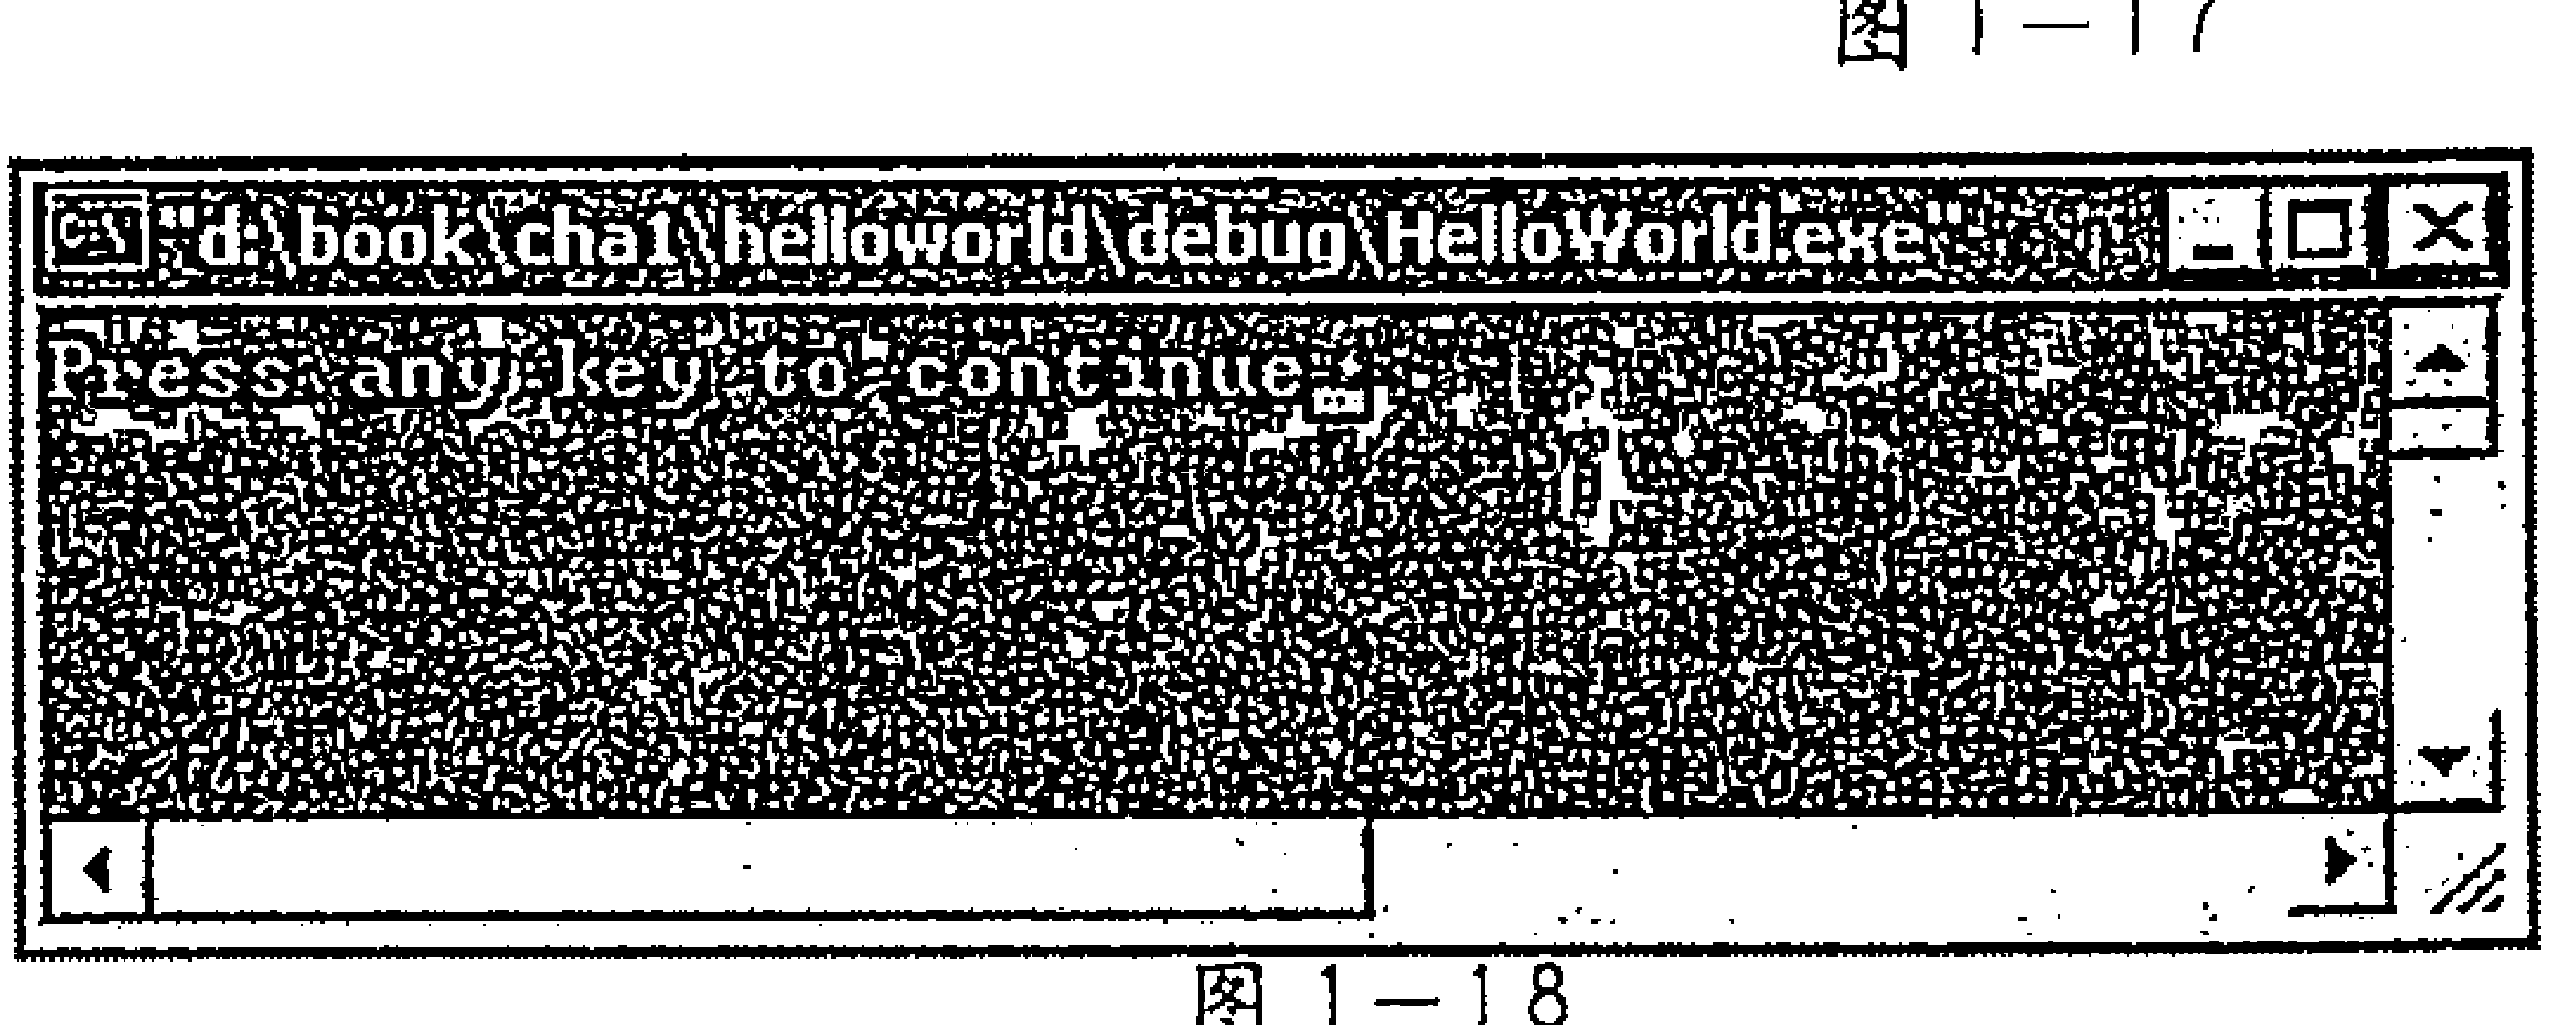 图 1－17
"d:\book\cha1\helloworld\debug\HelloWorld.exe"
Press any key to continue
图 1－18